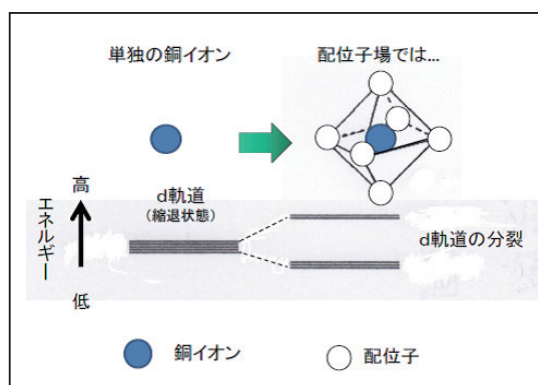 単独の銅イオン
配位子場では...
エネルギー
高
低
d軌道
(縮退状態)
d軌道の分裂
銅イオン
配位子